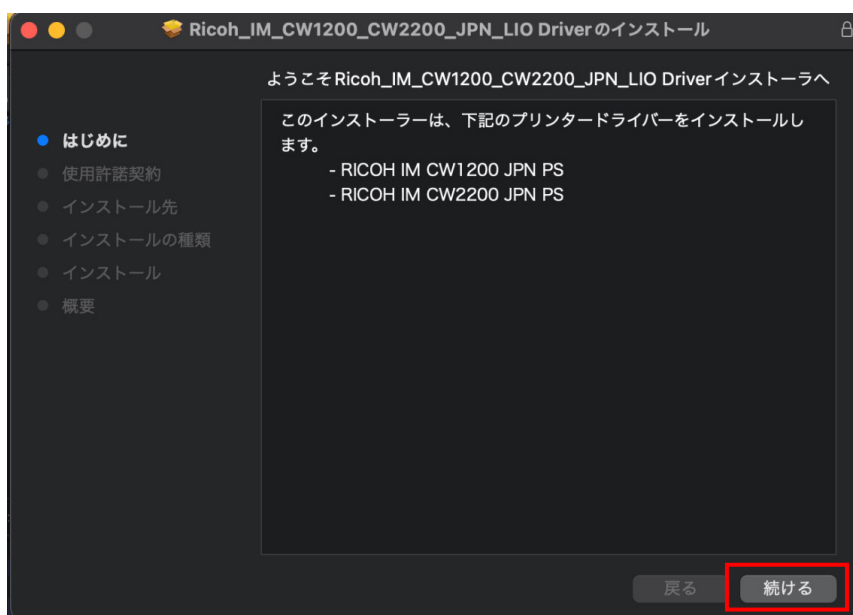 Ricoh_IM_CW1200_CW2200_JPN_LIO Driverのインストール
ようこそRicoh_IM_CW1200_CW2200_JPN_LIO Driverインストーラへ
はじめに
使用許諾契約
インストール先
インストールの種類
インストール
概要
このインストーラーは、下記のプリンタードライバーをインストールし
ます。
- RICOH IM CW1200 JPN PS
- RICOH IM CW2200 JPN PS
戻る
続ける